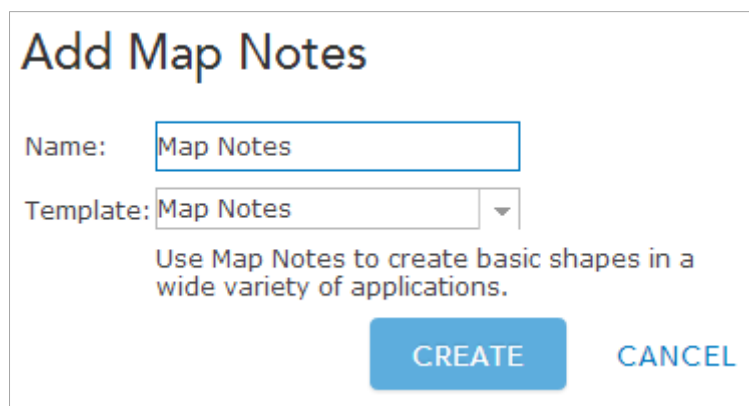 Add Map Notes
Name: Map Notes
Template: Map Notes
Use Map Notes to create basic shapes in a
wide variety of applications.
CREATE CANCEL